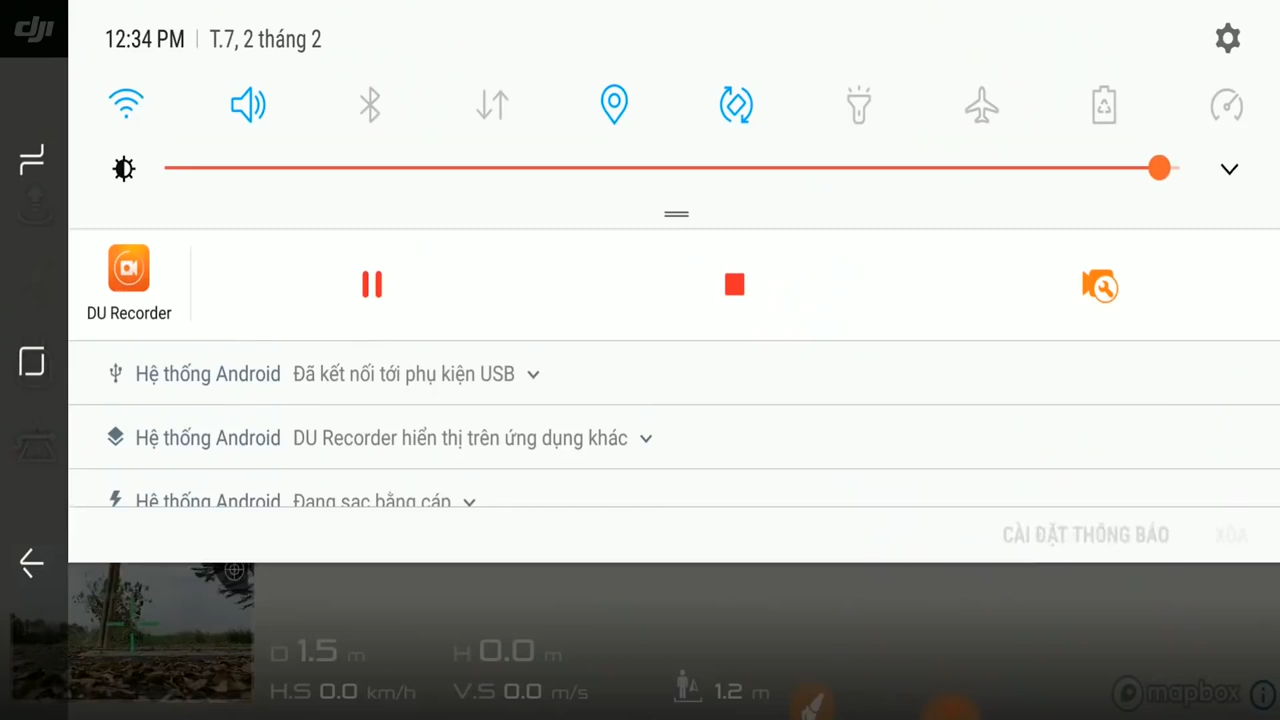 dji
12:34 PM | T.7, 2 tháng 2
DU Recorder
Hệ thống Android Đã kết nối tới phụ kiện USB
Hệ thống Android DU Recorder hiển thị trên ứng dụng khác
Hệ thống Android Đang sạc bằng cáp
CÀI ĐẶT THÔNG BÁO XÓA
D 1.5 m H 0.0 m
H.S 0.0 km/h V.S 0.0 m/s 1.2 m
mapbox